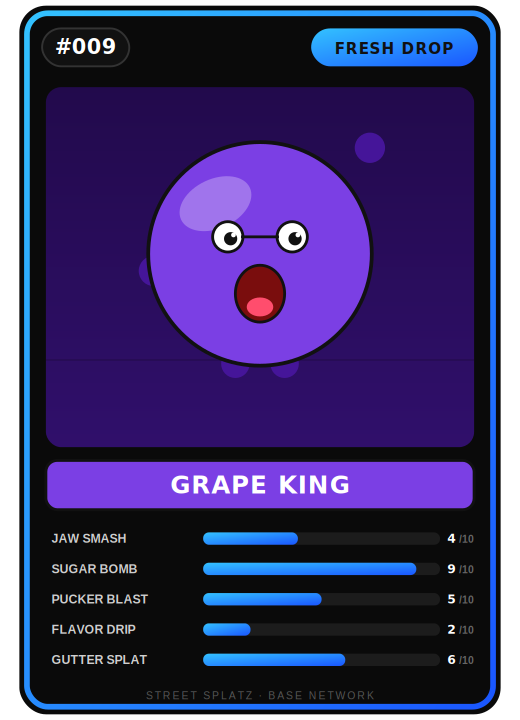 #009
FRESH DROP
GRAPE KING
JAW SMASH 4 /10
SUGAR BOMB 9 /10
PUCKER BLAST 5 /10
FLAVOR DRIP 2 /10
GUTTER SPLAT 6 /10
STREET SPLATZ · BASE NETWORK